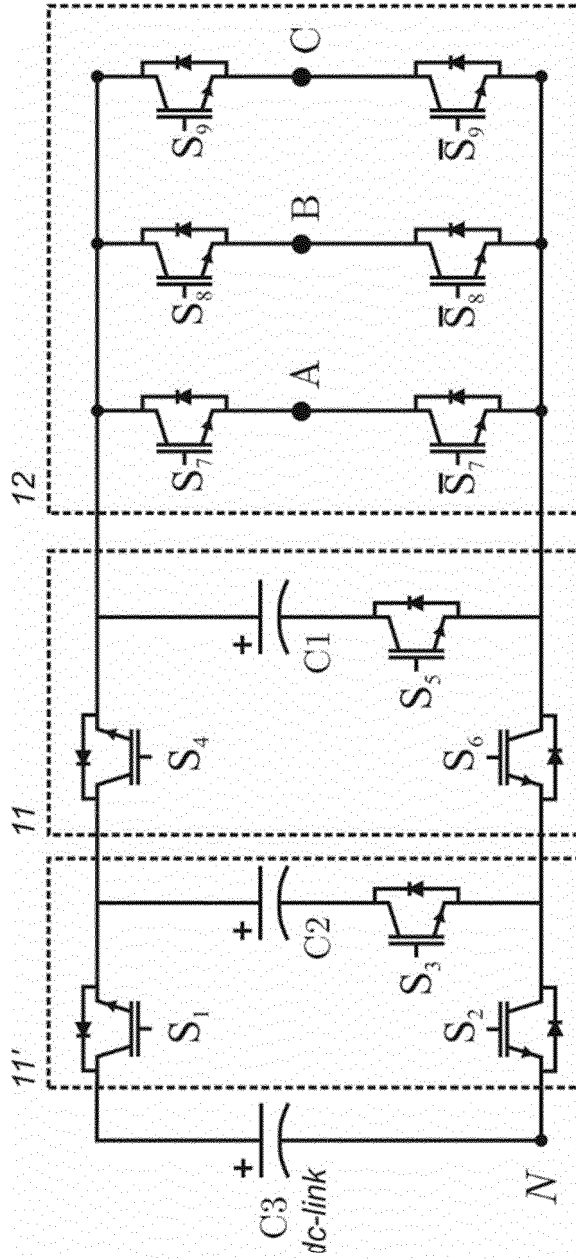 11'
11
12
C3
dc-link
N
S₁
S₂
C2
S₃
S₄
S₆
C1
S₅
S₇
S̅₇
A
S₈
S̅₈
B
S₉
S̅₉
C
+
+
+